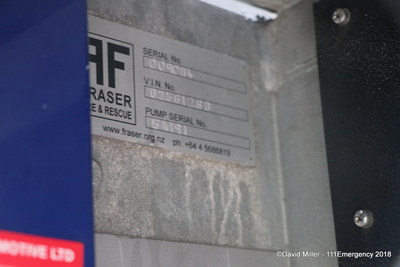 SERIAL No.
V.I.N. No.
FRASER
E & RESCUE
PUMP SERIAL No.
www.fraser.org.nz ph: +64 4 5686819
MOTIVE LTD
©David Miller - 111Emergency 2018